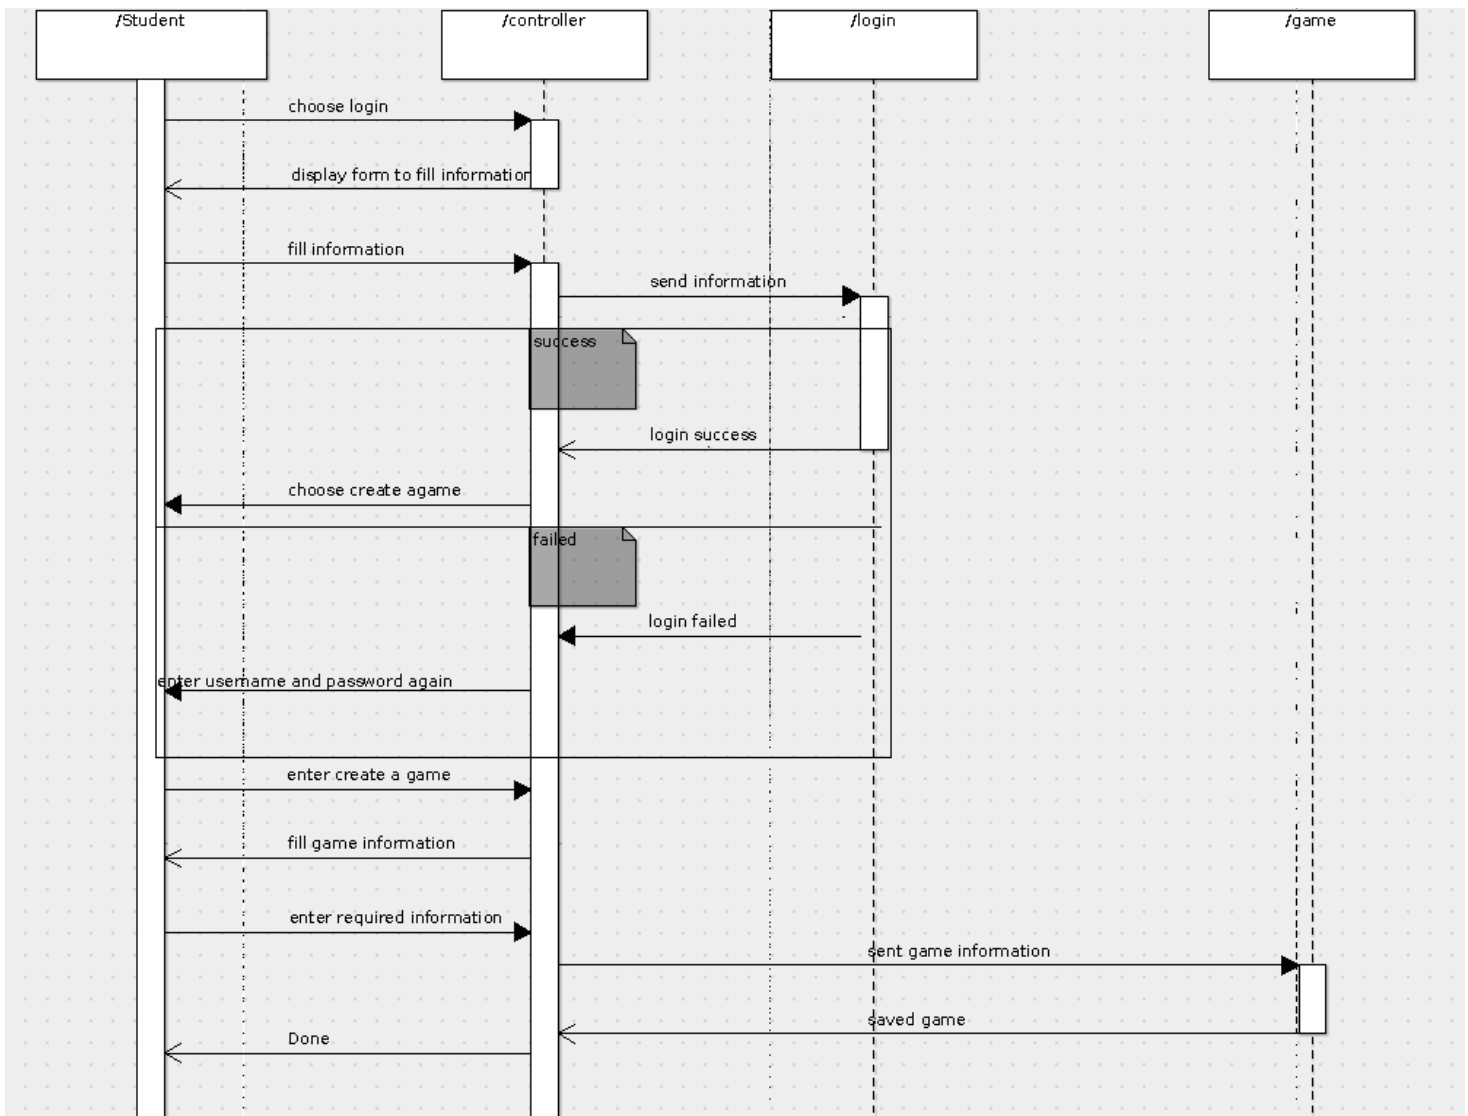 /Student
/controller
/login
/game
choose login
display form to fill information
fill information
send information
success
login success
choose create agame
failed
login failed
enter username and password again
enter create a game
fill game information
enter required information
sent game information
saved game
Done